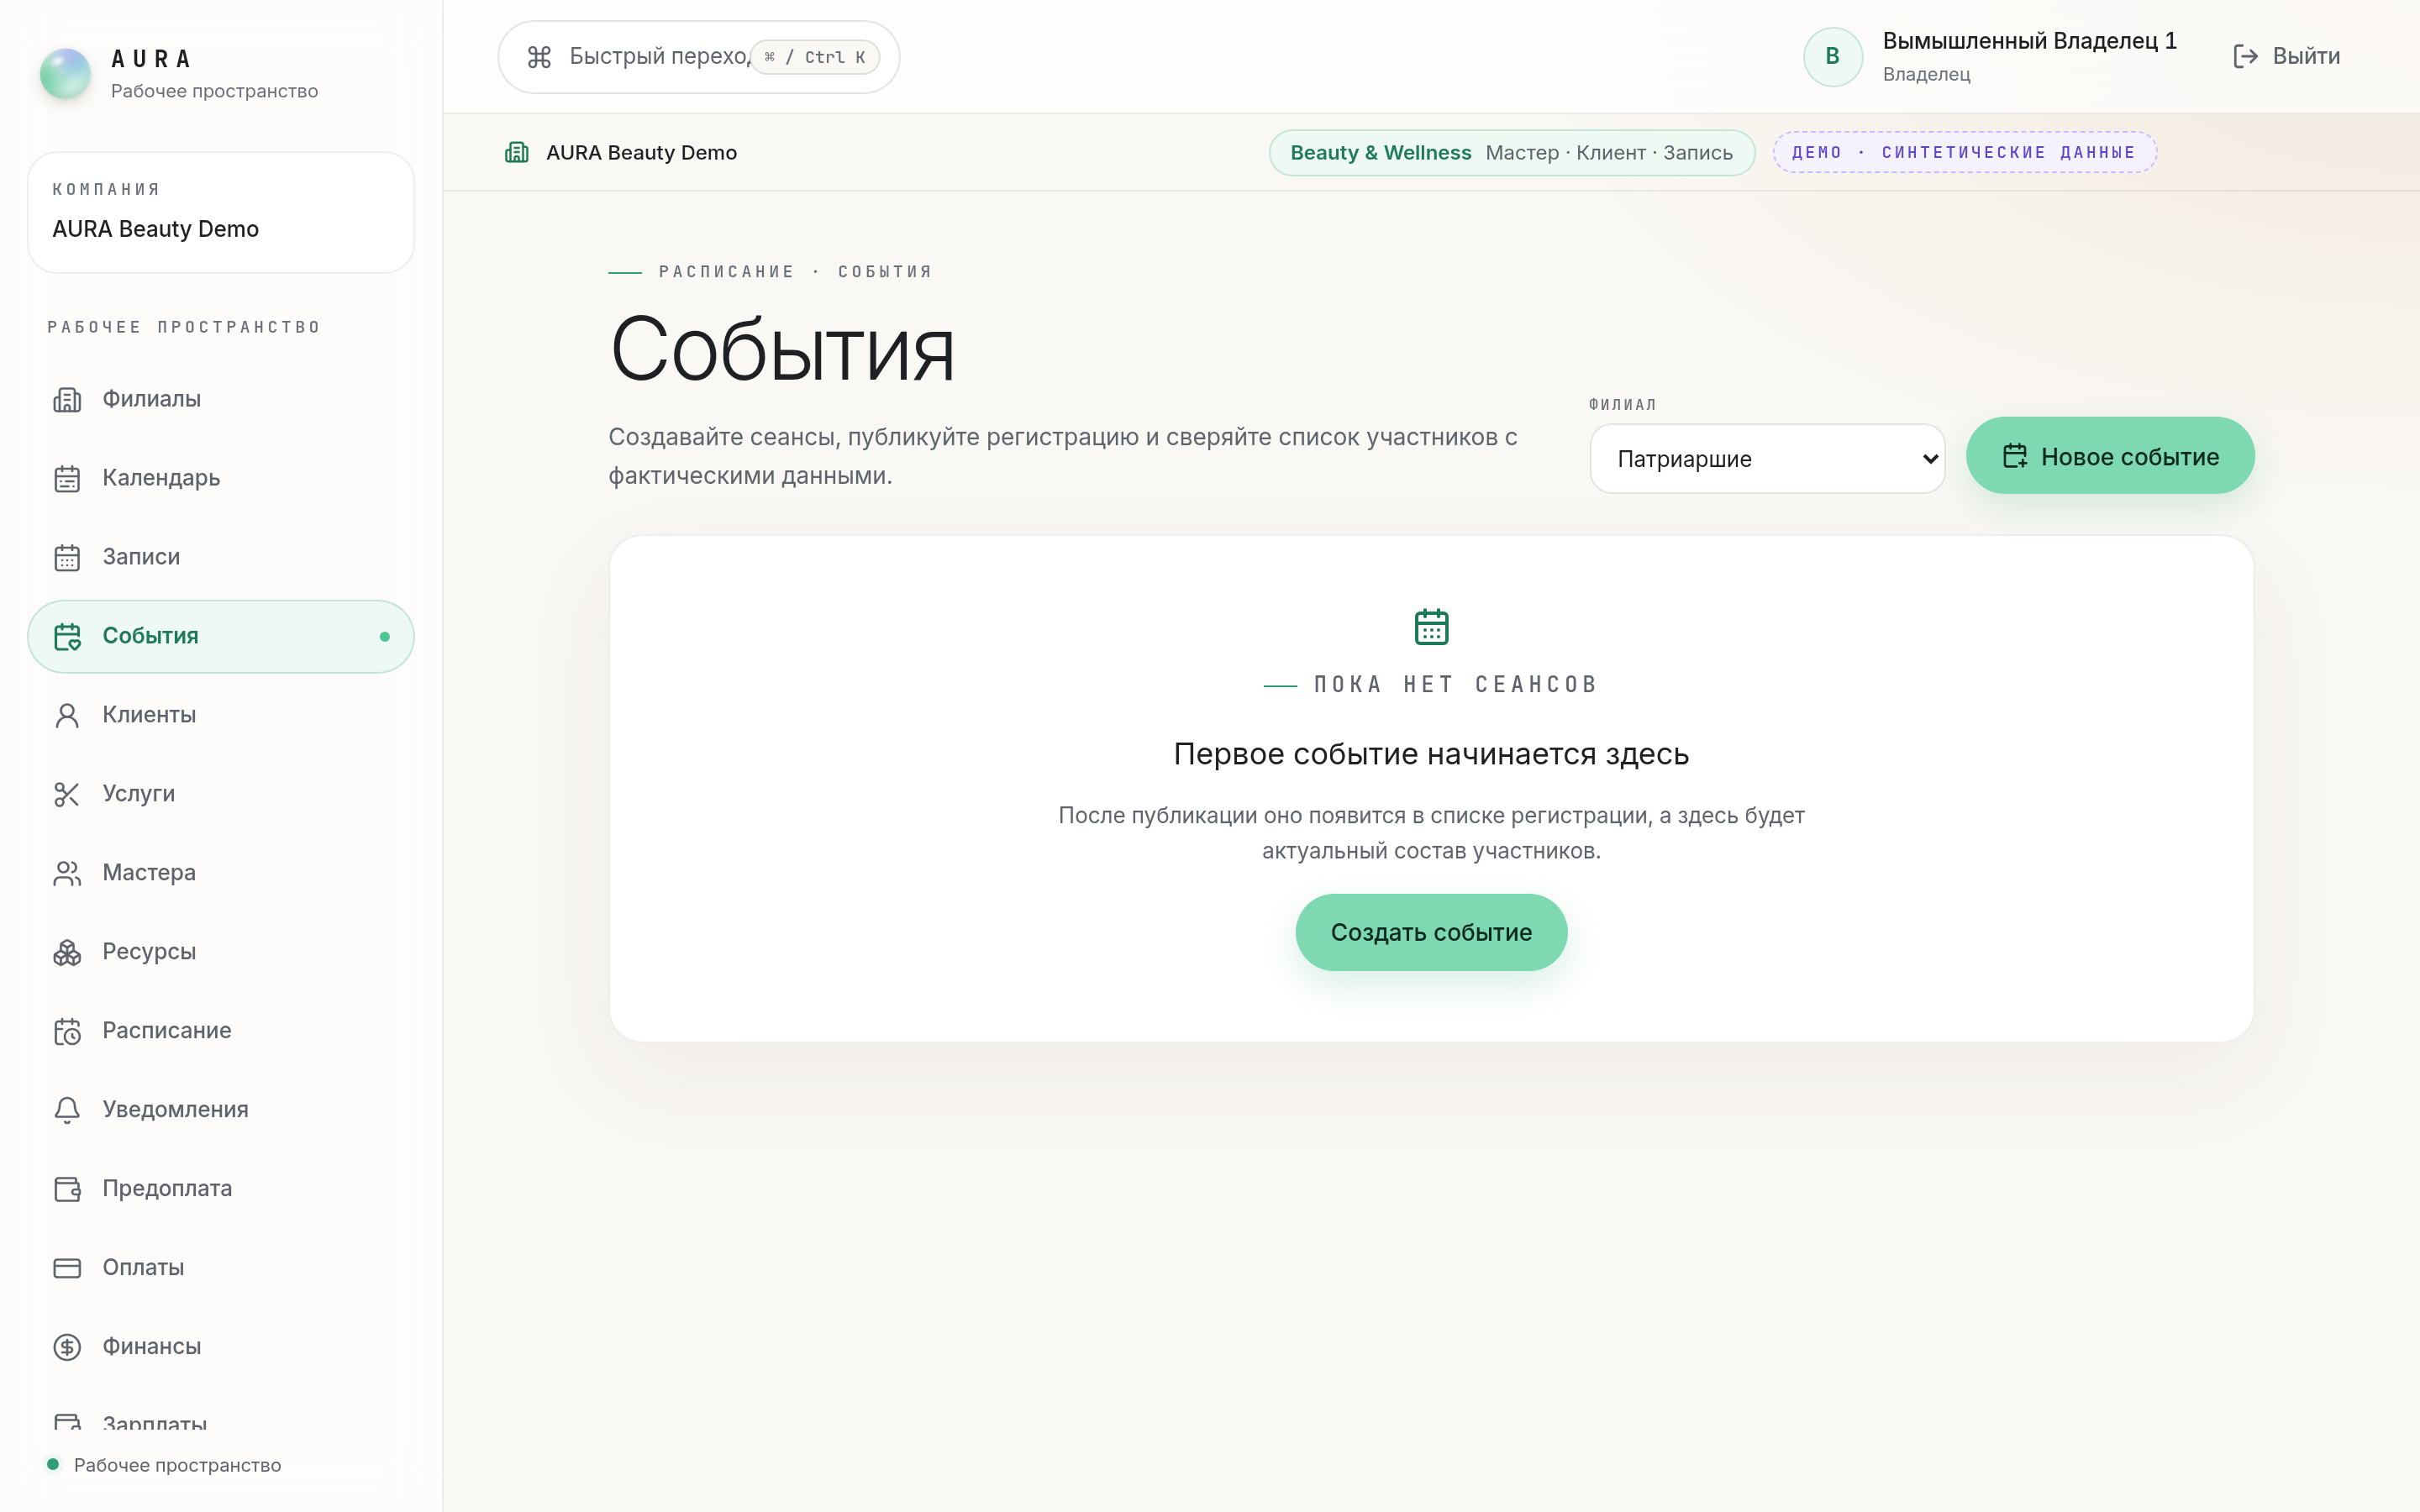 AURA
Рабочее пространство
КОМПАНИЯ
AURA Beauty Demo
РАБОЧЕЕ ПРОСТРАНСТВО
Филиалы
Календарь
Записи
События
Клиенты
Услуги
Мастера
Ресурсы
Расписание
Уведомления
Предоплата
Оплаты
Финансы
Зарплаты
Рабочее пространство
Быстрый переход
⌘ / Ctrl K
В
Вымышленный Владелец 1
Владелец
Выйти
AURA Beauty Demo
Beauty & Wellness Мастер · Клиент · Запись
ДЕМО · СИНТЕТИЧЕСКИЕ ДАННЫЕ
РАСПИСАНИЕ · СОБЫТИЯ
События
Создавайте сеансы, публикуйте регистрацию и сверяйте список участников с
фактическими данными.
ФИЛИАЛ
Патриаршие
Новое событие
ПОКА НЕТ СЕАНСОВ
Первое событие начинается здесь
После публикации оно появится в списке регистрации, а здесь будет
актуальный состав участников.
Создать событие